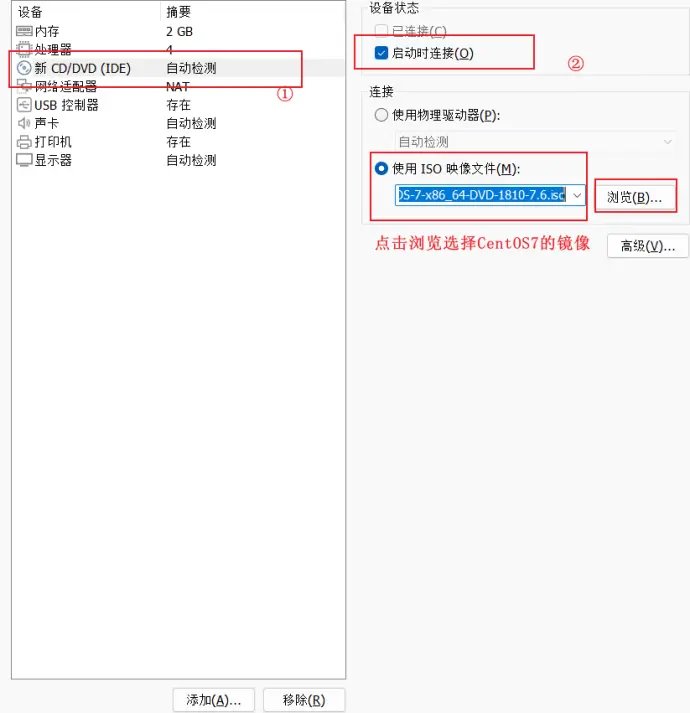 设备 摘要
内存 2 GB
处理器 4
新 CD/DVD (IDE) 自动检测
①
网络适配器 NAT
USB 控制器 存在
声卡 自动检测
打印机 存在
显示器 自动检测
添加(A)... 移除(R)
设备状态
已连接(C)
启动时连接(O)
②
连接
使用物理驱动器(P):
自动检测
使用 ISO 映像文件(M):
OS-7-x86_64-DVD-1810-7.6.iso 浏览(B)...
点击浏览选择CentOS7的镜像
高级(V)...